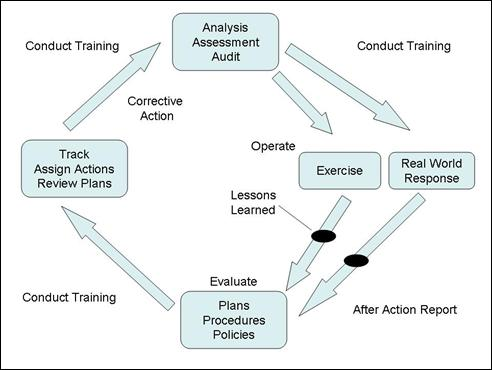 Analysis
Assessment
Audit
Conduct Training
Conduct Training
Corrective
Action
Operate
Track
Assign Actions
Review Plans
Exercise
Real World
Response
Lessons
Learned
Evaluate
Conduct Training
Plans
Procedures
Policies
After Action Report